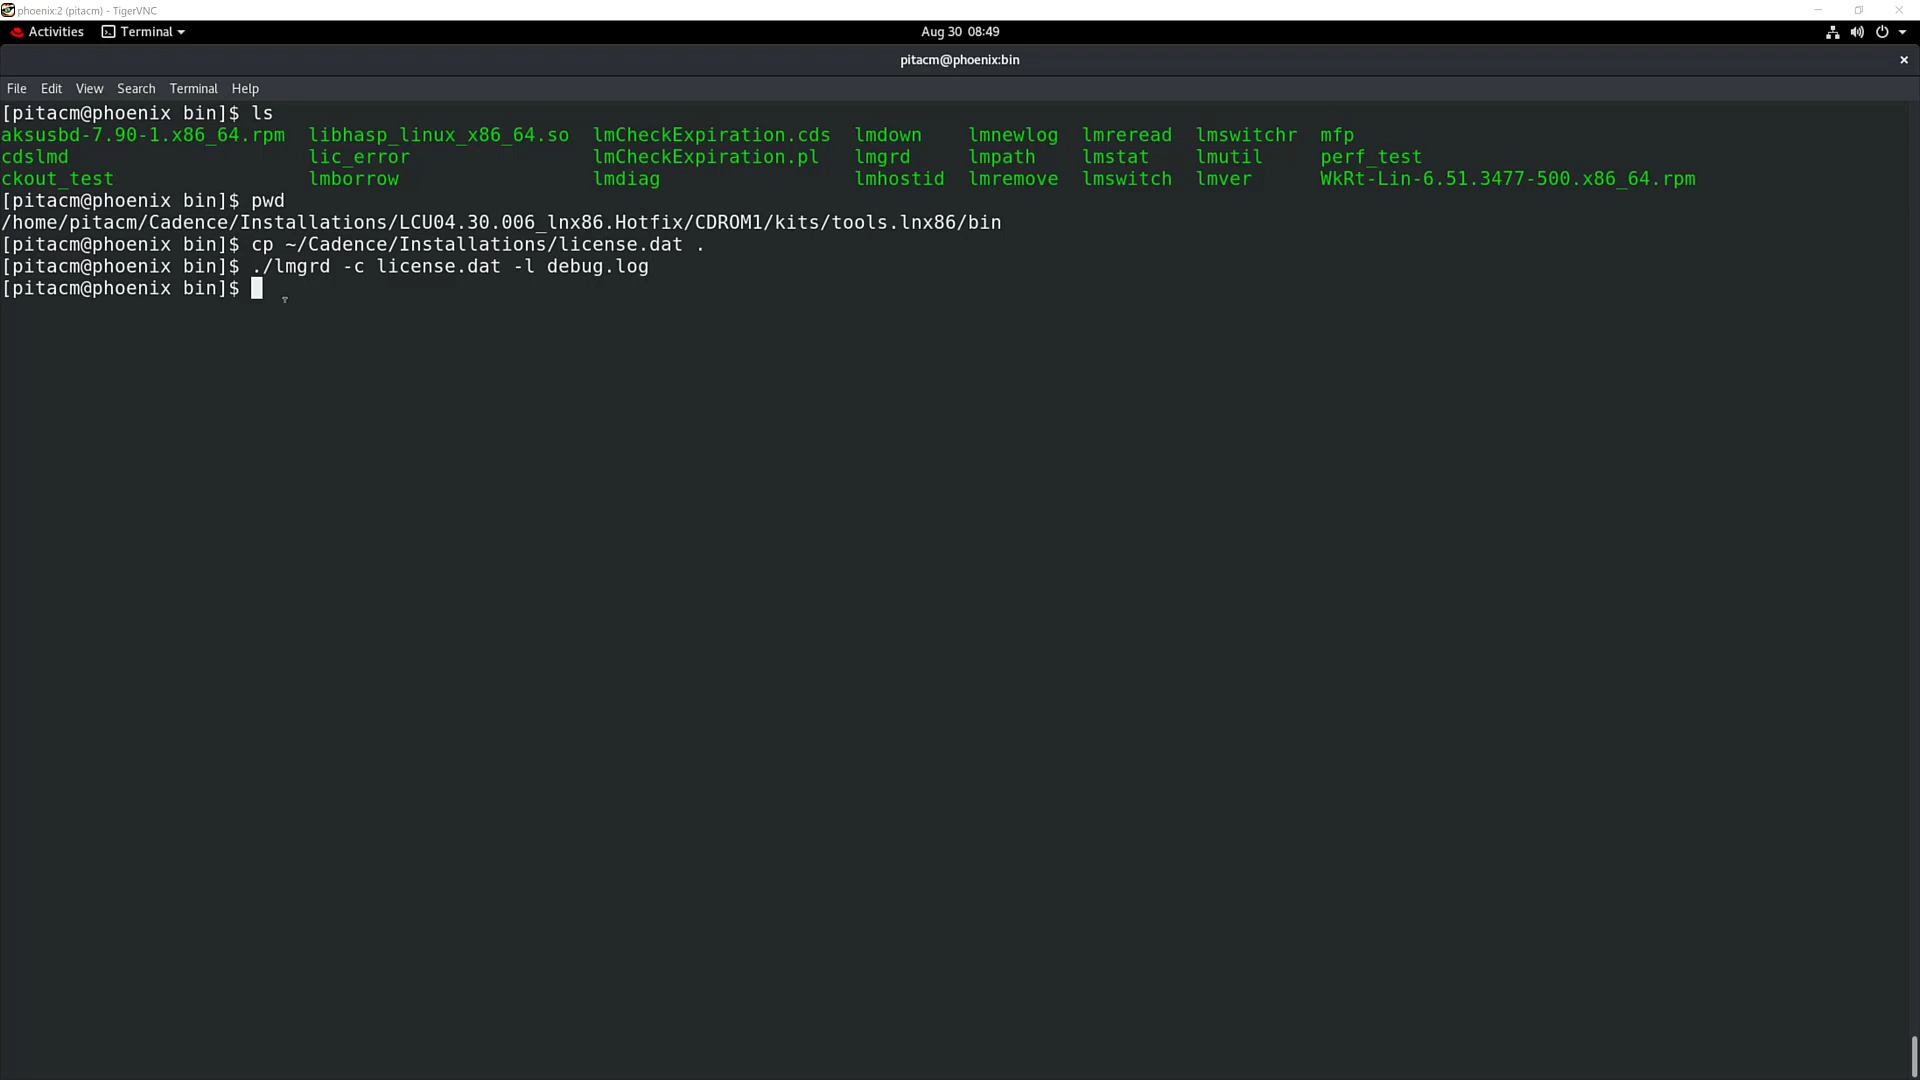 phoenix:2 (pitacm) - TigerVNC
Activities Terminal Aug 30 08:49
pitacm@phoenix:bin
File Edit View Search Terminal Help
[pitacm@phoenix bin]$ ls
aksusbd-7.90-1.x86_64.rpm libhasp_linux_x86_64.so lmCheckExpiration.cds lmdown lmnewlog lmreread lmswitchr mfp
cdslmd lic_error lmCheckExpiration.pl lmgrd lmpath lmstat lmutil perf_test
ckout_test lmborrow lmdiag lmhostid lmremove lmswitch lmver WkRt-Lin-6.51.3477-500.x86_64.rpm
[pitacm@phoenix bin]$ pwd
/home/pitacm/Cadence/Installations/LCU04.30.006_lnx86.Hotfix/CDROM1/kits/tools.lnx86/bin
[pitacm@phoenix bin]$ cp ~/Cadence/Installations/license.dat .
[pitacm@phoenix bin]$ ./lmgrd -c license.dat -l debug.log
[pitacm@phoenix bin]$